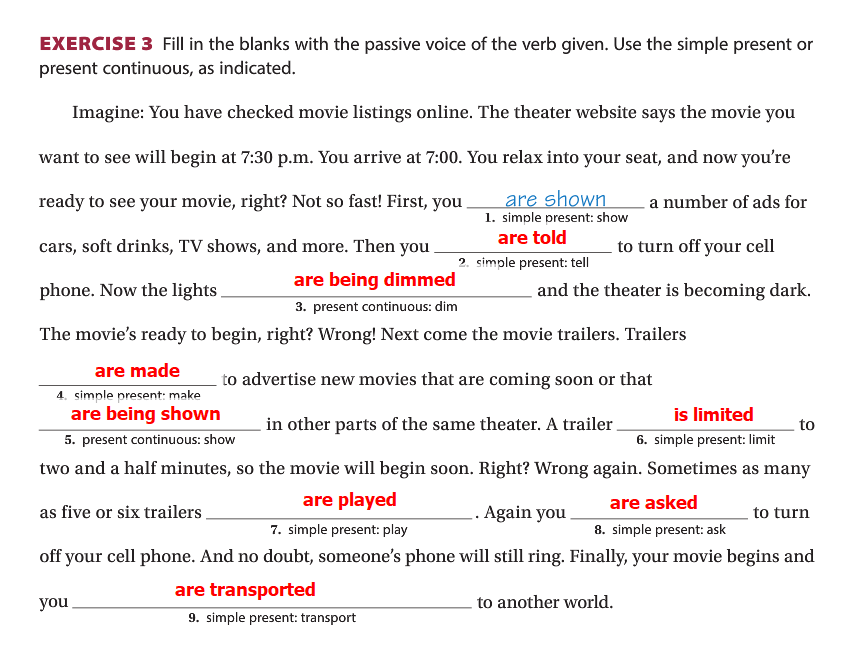 EXERCISE 3 Fill in the blanks with the passive voice of the verb given. Use the simple present or
present continuous, as indicated.
Imagine: You have checked movie listings online. The theater website says the movie you
want to see will begin at 7:30 p.m. You arrive at 7:00. You relax into your seat, and now you're
ready to see your movie, right? Not so fast! First, you are shown a number of ads for
1. simple present: show
cars, soft drinks, TV shows, and more. Then you are told to turn off your cell
2. simple present: tell
phone. Now the lights are being dimmed and the theater is becoming dark.
3. present continuous: dim
The movie's ready to begin, right? Wrong! Next come the movie trailers. Trailers
are made to advertise new movies that are coming soon or that
4. simple present: make
are being shown in other parts of the same theater. A trailer is limited to
5. present continuous: show 6. simple present: limit
two and a half minutes, so the movie will begin soon. Right? Wrong again. Sometimes as many
as five or six trailers are played . Again you are asked to turn
7. simple present: play 8. simple present: ask
off your cell phone. And no doubt, someone's phone will still ring. Finally, your movie begins and
you are transported to another world.
9. simple present: transport